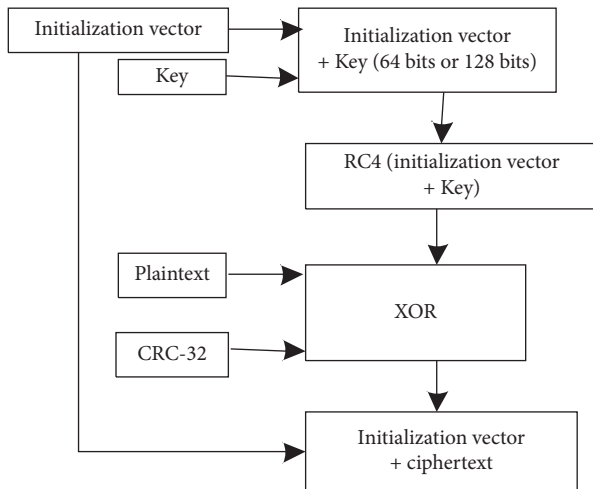 Initialization vector
Initialization vector
+ Key (64 bits or 128 bits)
Key
RC4 (initialization vector
+ Key)
Plaintext
XOR
CRC-32
Initialization vector
+ ciphertext